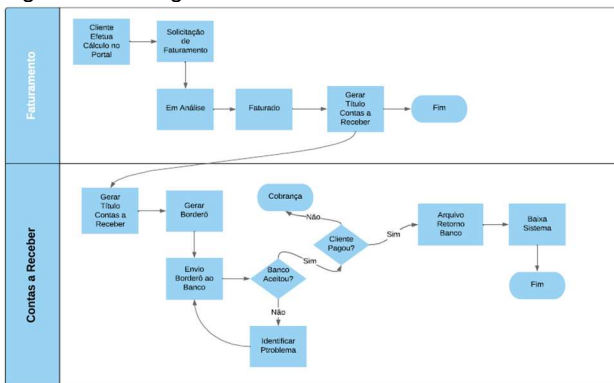 Faturamento
Cliente
Efetua
Cálculo no
Portal
Solicitação
de
Faturamento
Em Análise
Faturado
Gerar
Título
Contas a
Receber
Fim
Contas a Receber
Gerar
Título
Contas a
Receber
Gerar
Borderô
Envio
Borderô ao
Banco
Banco
Aceitou?
Sim
Não
Identificar
Ptroblema
Cliente
Pagou?
Não
Cobrança
Sim
Arquivo
Retorno
Banco
Baixa
Sistema
Fim